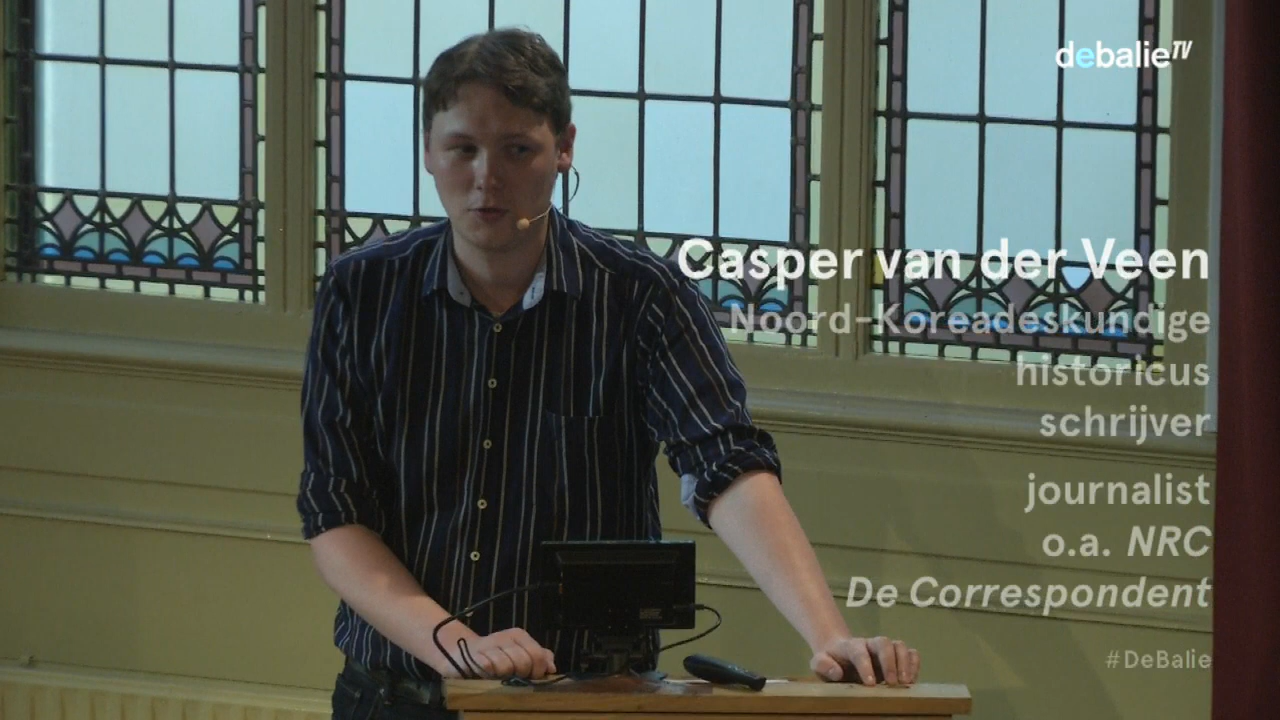 debalieTV
Casper van der Veen
Noord-Koreadeskundige
historicus
schrijver
journalist
o.a. NRC
De Correspondent
#DeBalie